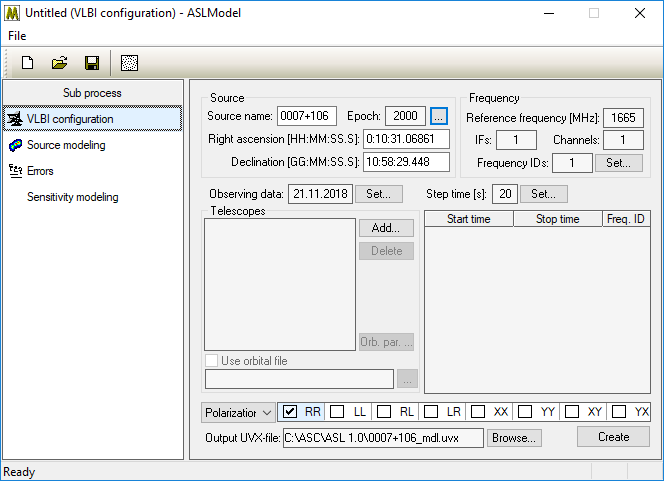 Untitled (VLBI configuration) - ASLModel
File
Sub process
VLBI configuration
Source modeling
Errors
Sensitivity modeling
Source
Source name: 0007+106 Epoch: 2000 ...
Right ascension [HH:MM:SS.S]: 0:10:31.06861
Declination [GG:MM:SS.S]: 10:58:29.448
Frequency
Reference frequency [MHz]: 1665
IFs: 1 Channels: 1
Frequency IDs: 1 Set...
Observing data: 21.11.2018 Set... Step time [s]: 20 Set...
Telescopes
Add...
Delete
Orb. par. ...
Use orbital file
...
Start time Stop time Freq. ID
Polarization RR LL RL LR XX YY XY YX
Output UVX-file: C:\ASC\ASL 1.0\0007+106_mdl.uvx Browse... Create
Ready